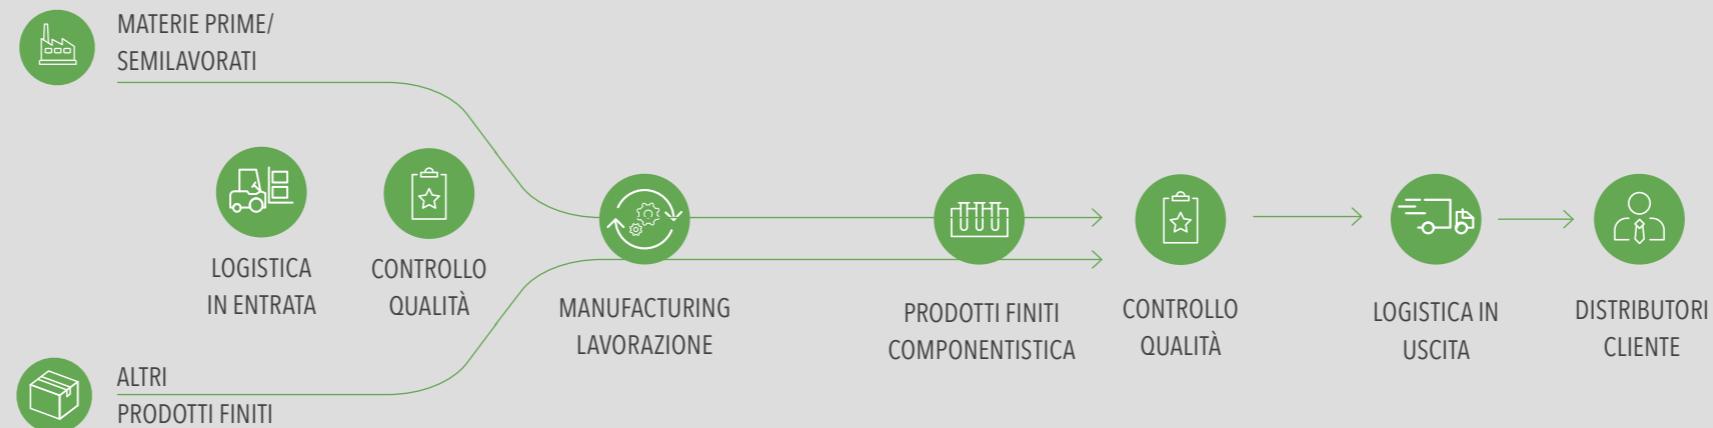 MATERIE PRIME/
SEMILAVORATI
LOGISTICA
IN ENTRATA
CONTROLLO
QUALITÀ
MANUFACTURING
LAVORAZIONE
PRODOTTI FINITI
COMPONENTISTICA
CONTROLLO
QUALITÀ
LOGISTICA IN
USCITA
DISTRIBUTORI
CLIENTE
ALTRI
PRODOTTI FINITI